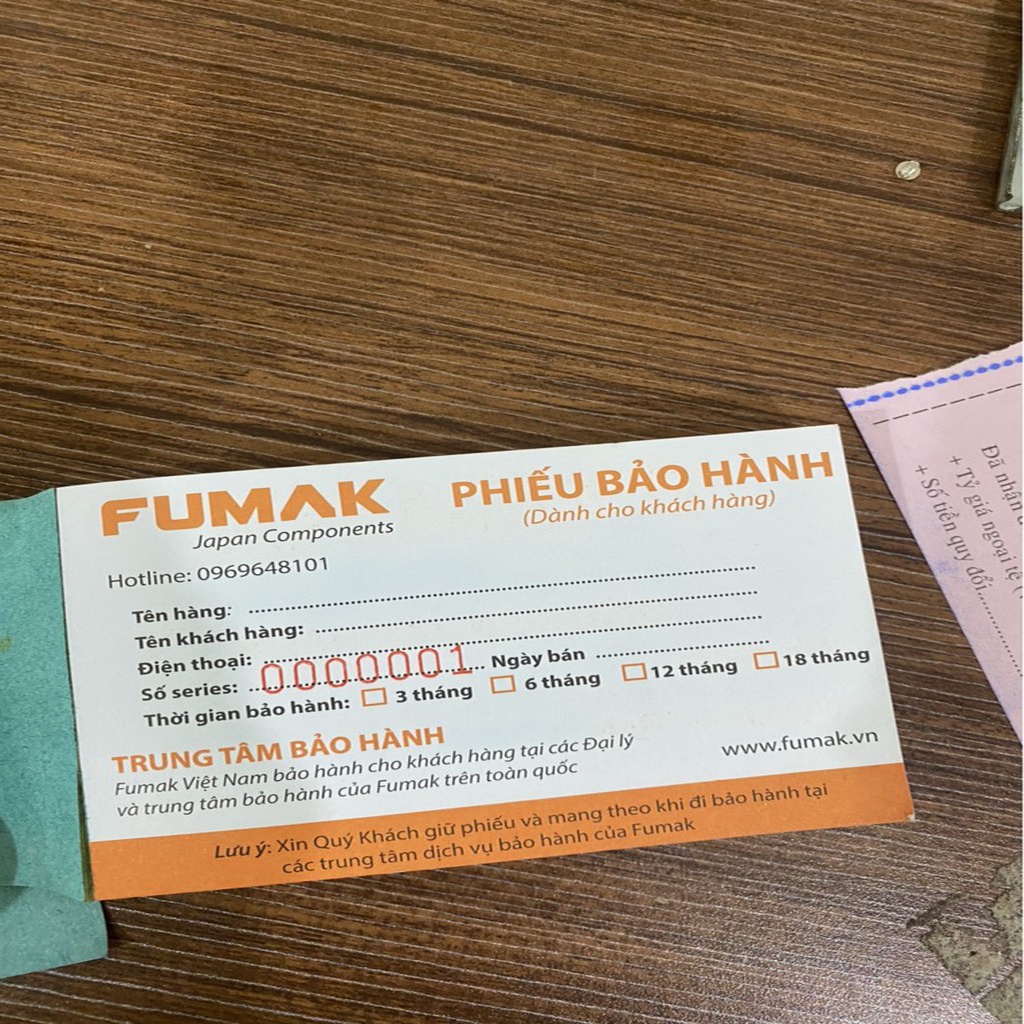 FUMAK
Japan Components
PHIẾU BẢO HÀNH
(Dành cho khách hàng)
Hotline: 0969648101
Tên hàng:
Tên khách hàng:
Điện thoại:
Số series: 0000001 Ngày bán
Thời gian bảo hành: 3 tháng 6 tháng 12 tháng 18 tháng
TRUNG TÂM BẢO HÀNH
Fumak Việt Nam bảo hành cho khách hàng tại các Đại lý
và trung tâm bảo hành của Fumak trên toàn quốc
www.fumak.vn
Lưu ý: Xin Quý Khách giữ phiếu và mang theo khi đi bảo hành tại
các trung tâm dịch vụ bảo hành của Fumak
Đã nhận
+ Tỷ giá ngoại tệ (
+ Số tiền quy đổi